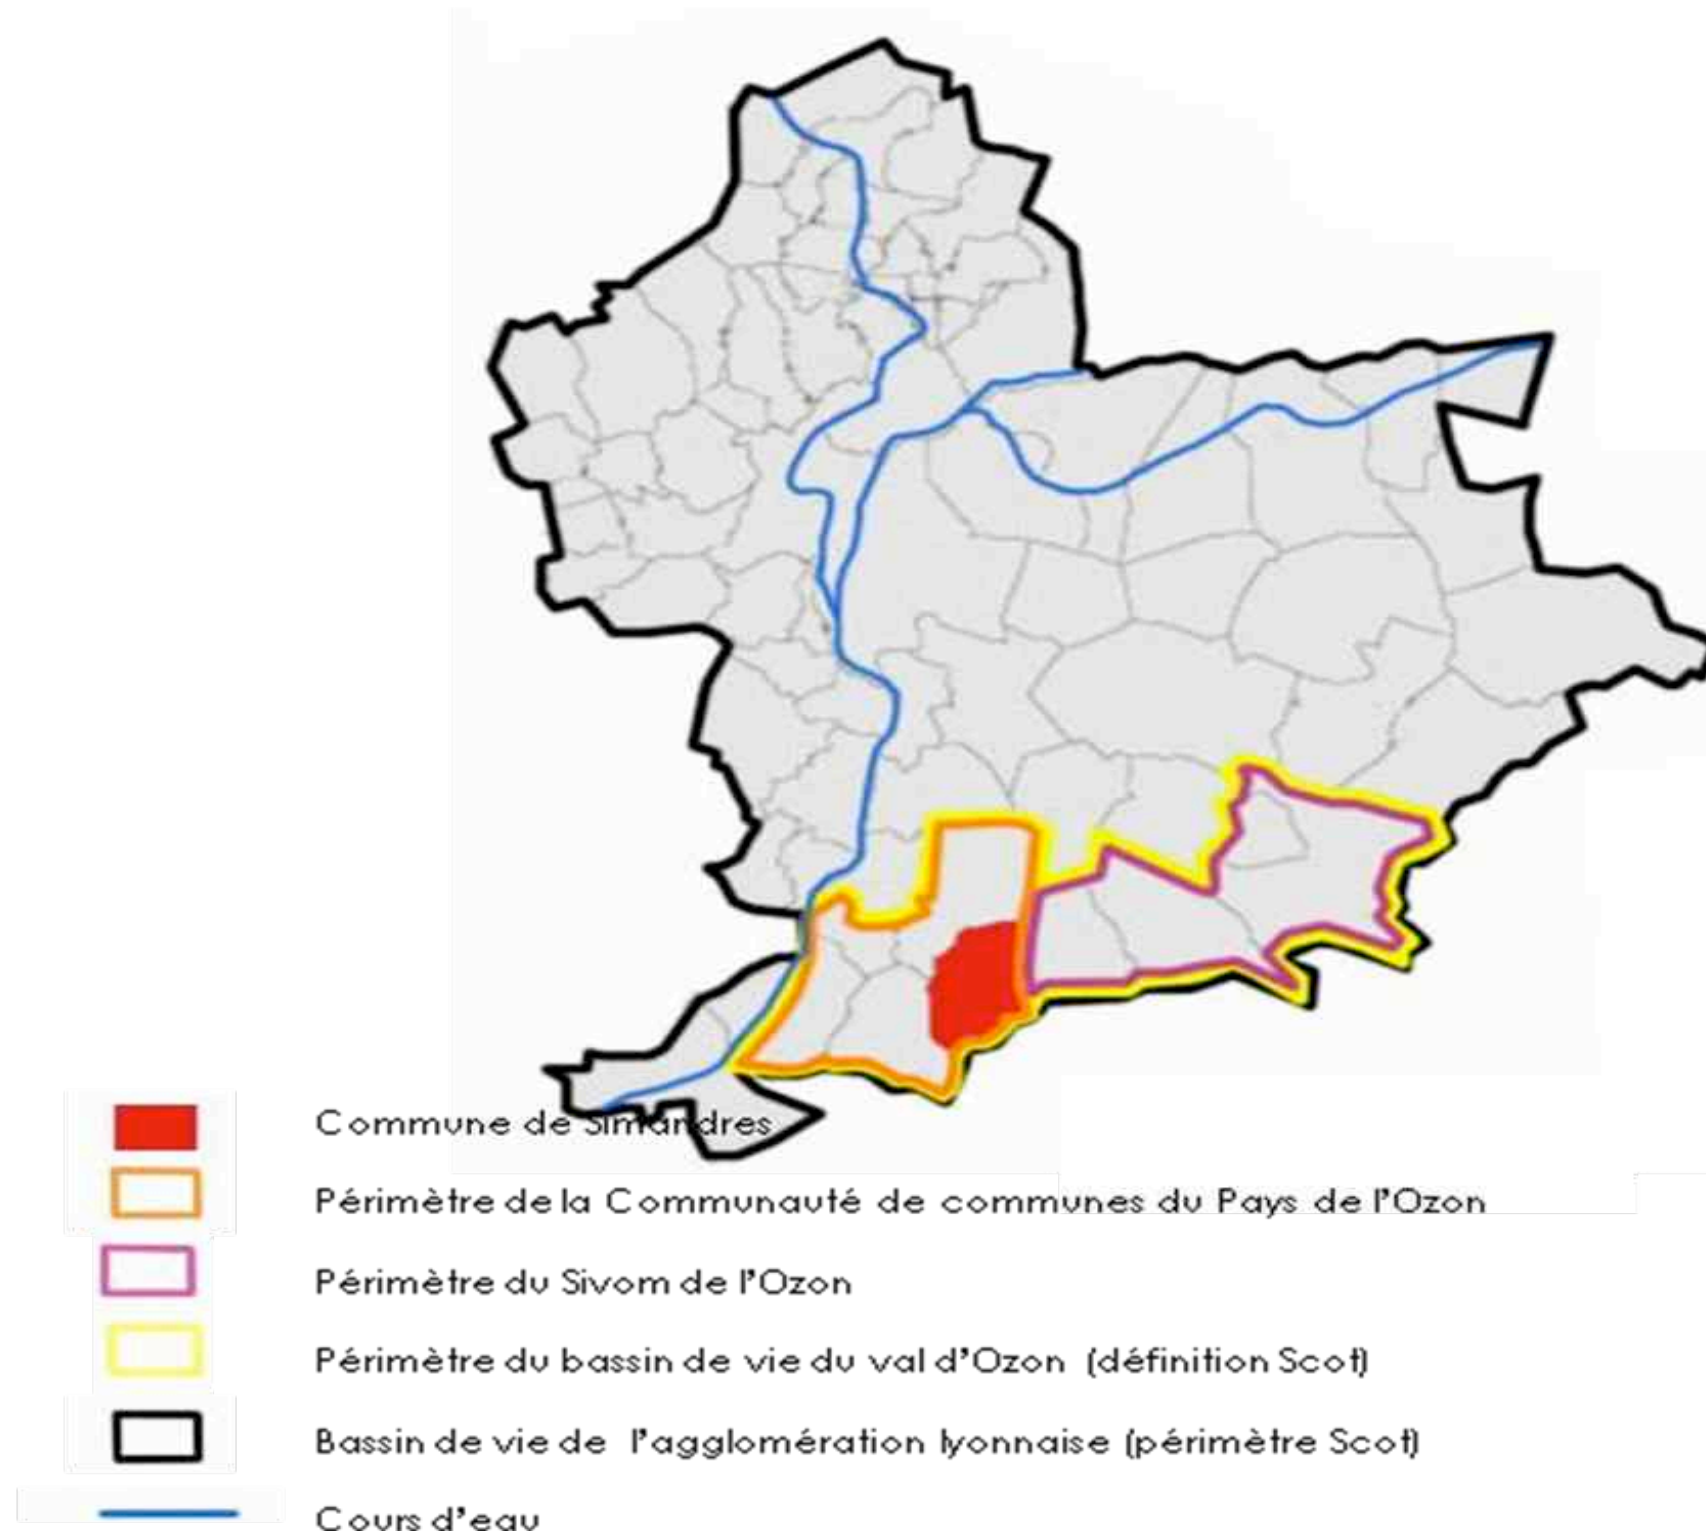 Commune de Simandres
Périmètre de la Communauté de communes du Pays de l'Ozon
Périmètre du Sivom de l'Ozon
Périmètre du bassin de vie du val d'Ozon (définition Scot)
Bassin de vie de l'agglomération lyonnaise (périmètre Scot)
Cours d'eau